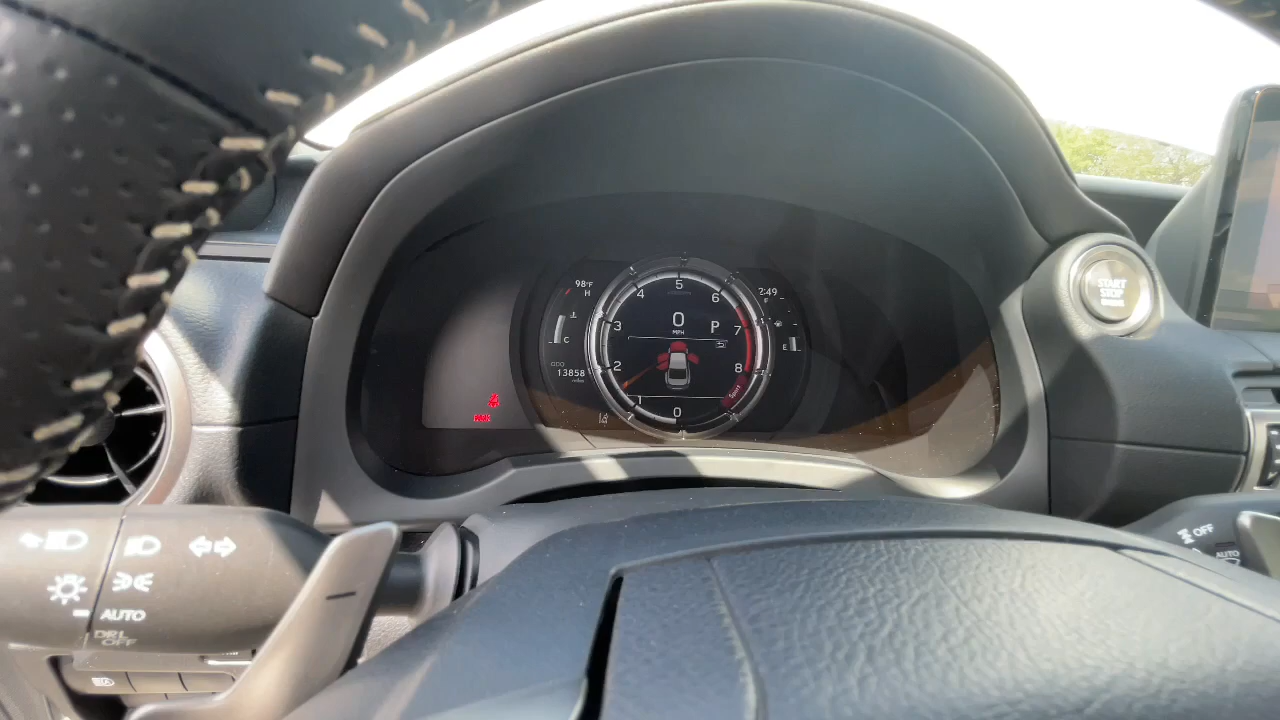 98°F
H
C
ODO
13858
miles
1
2
3
4
5
6
7
8
0
MPH
P
0
Sport
2:49
F
E
START
STOP
AUTO
DRL
OFF
OFF
AUTO